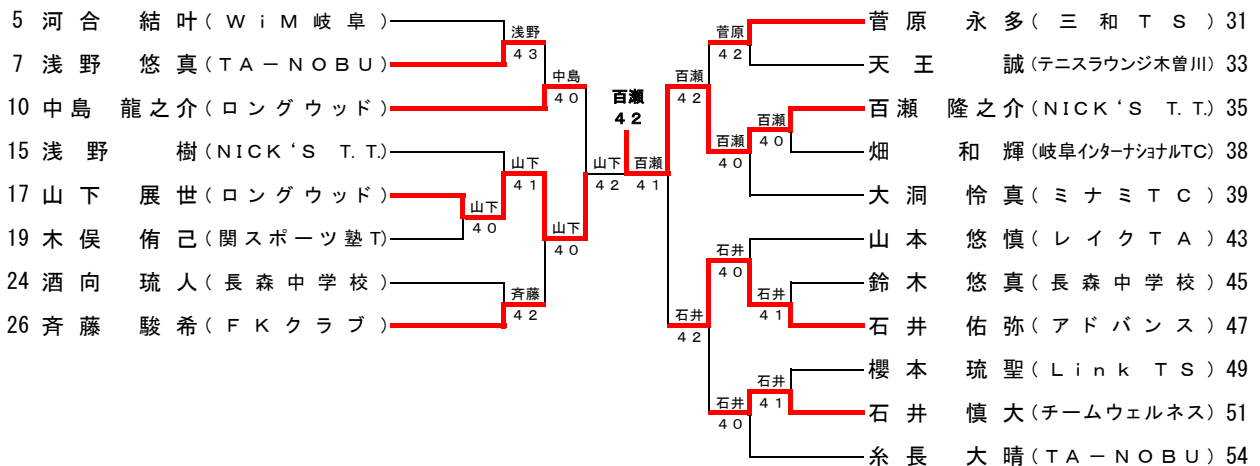 5 河合 結叶(WiM岐阜)
7 浅野 悠真(TA-NOBU)
10 中島 龍之介(ロングウッド)
15 浅野 樹(NICK'S T.T.)
17 山下 展世(ロングウッド)
19 木俣 侑己(関スポーツ塾T)
24 酒向 琉人(長森中学校)
26 斉藤 駿希(FKクラブ)
浅野
43
中島
40
山下
41
山下
40
山下
40
斉藤
42
山下
42
百瀬
42
百瀬
41
菅原
42
百瀬
42
百瀬
40
百瀬
40
石井
40
石井
41
石井
42
石井
41
石井
40
菅原 永多(三和TS) 31
天王 誠(テニスラウンジ木曽川) 33
百瀬 隆之介(NICK'S T.T.) 35
畑 和輝(岐阜インターナショナルTC) 38
大洞 怜真(ミナミTC) 39
山本 悠慎(レイクTA) 43
鈴木 悠真(長森中学校) 45
石井 佑弥(アドバンス) 47
櫻本 琉聖(Link TS) 49
石井 慎大(チームウェルネス) 51
糸長 大晴(TA-NOBU) 54